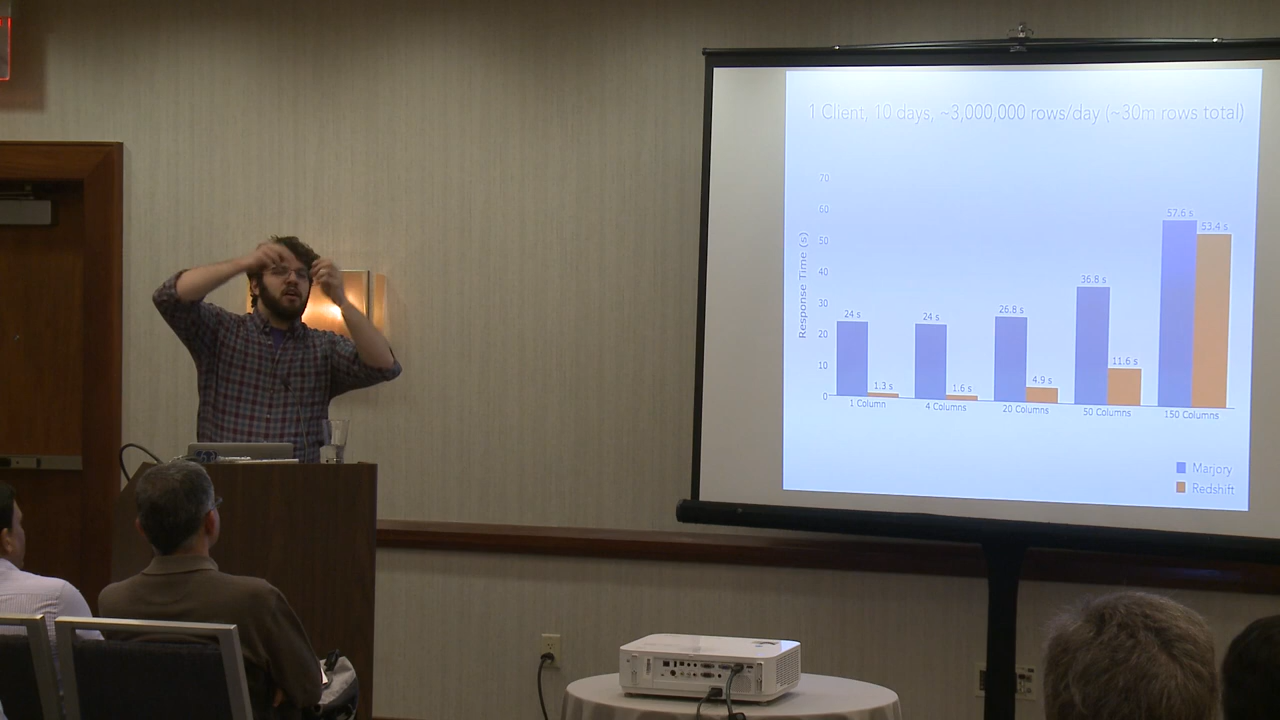 1 Client, 10 days, ~3,000,000 rows/day (~30m rows total)
70
60
50
40
30
20
10
0
Response Time (s)
24 s
1.3 s
24 s
1.6 s
26.8 s
4.9 s
36.8 s
11.6 s
57.6 s
53.4 s
1 Column
4 Columns
20 Columns
50 Columns
150 Columns
Marjory
Redshift